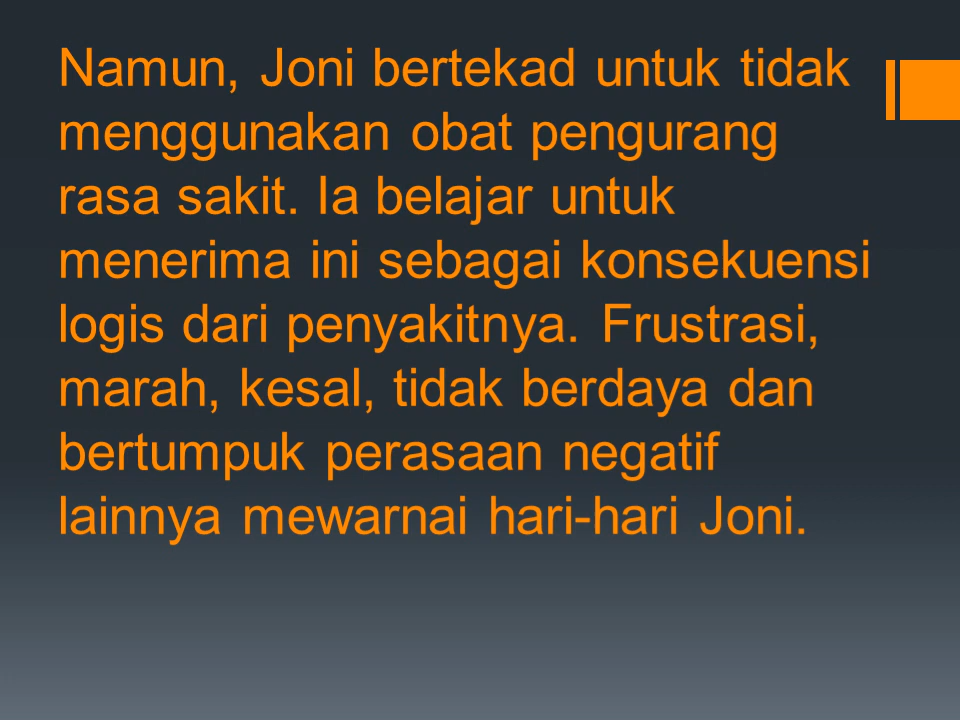 Namun, Joni bertekad untuk tidak
menggunakan obat pengurang
rasa sakit. Ia belajar untuk
menerima ini sebagai konsekuensi
logis dari penyakitnya. Frustrasi,
marah, kesal, tidak berdaya dan
bertumpuk perasaan negatif
lainnya mewarnai hari-hari Joni.